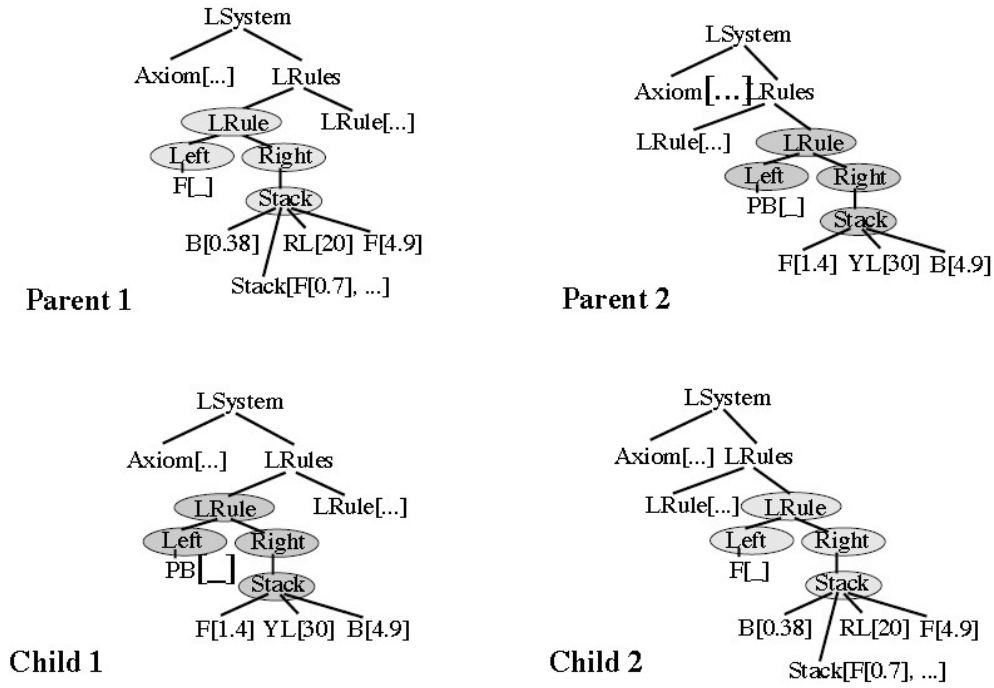 LSystem
Axiom[...] LRules
LRule LRule[...]
Left Right
F[_]
Stack
B[0.38] RL[20] F[4.9]
Stack[F[0.7], ...]
Parent 1
LSystem
Axiom[...] LRules
LRule[...] LRule
Left Right
PB[_]
Stack
F[1.4] YL[30] B[4.9]
Parent 2
LSystem
Axiom[...] LRules
LRule LRule[...]
Left Right
PB[_]
Stack
F[1.4] YL[30] B[4.9]
Child 1
LSystem
Axiom[...] LRules
LRule[...] LRule
Left Right
F[_]
Stack
B[0.38] RL[20] F[4.9]
Stack[F[0.7], ...]
Child 2